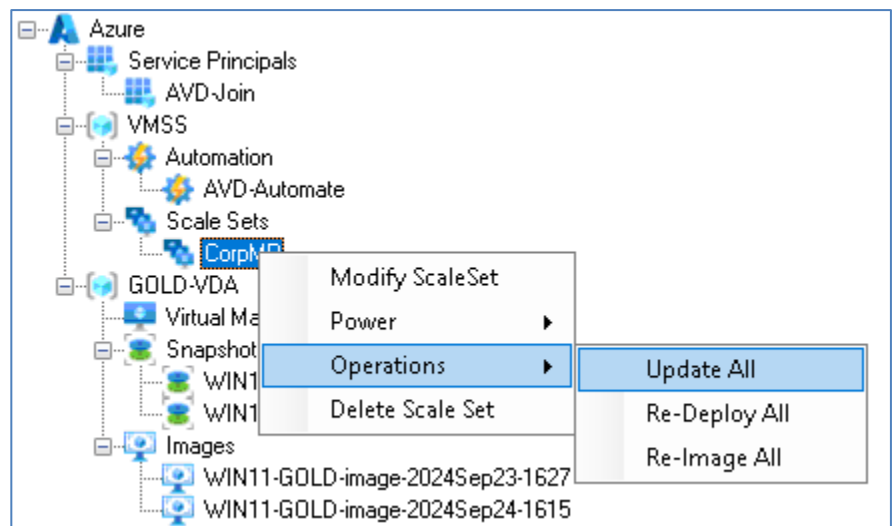 Azure
Service Principals
AVD-Join
VMSS
Automation
AVD-Automate
Scale Sets
Modify ScaleSet
GOLD-VDA
Power
Operations
Update All
Delete Scale Set
Re-Deploy All
Images
Re-Image All
WIN11-GOLD-image-2024Sep23-1627
WIN11-GOLD-image-2024Sep24-1615